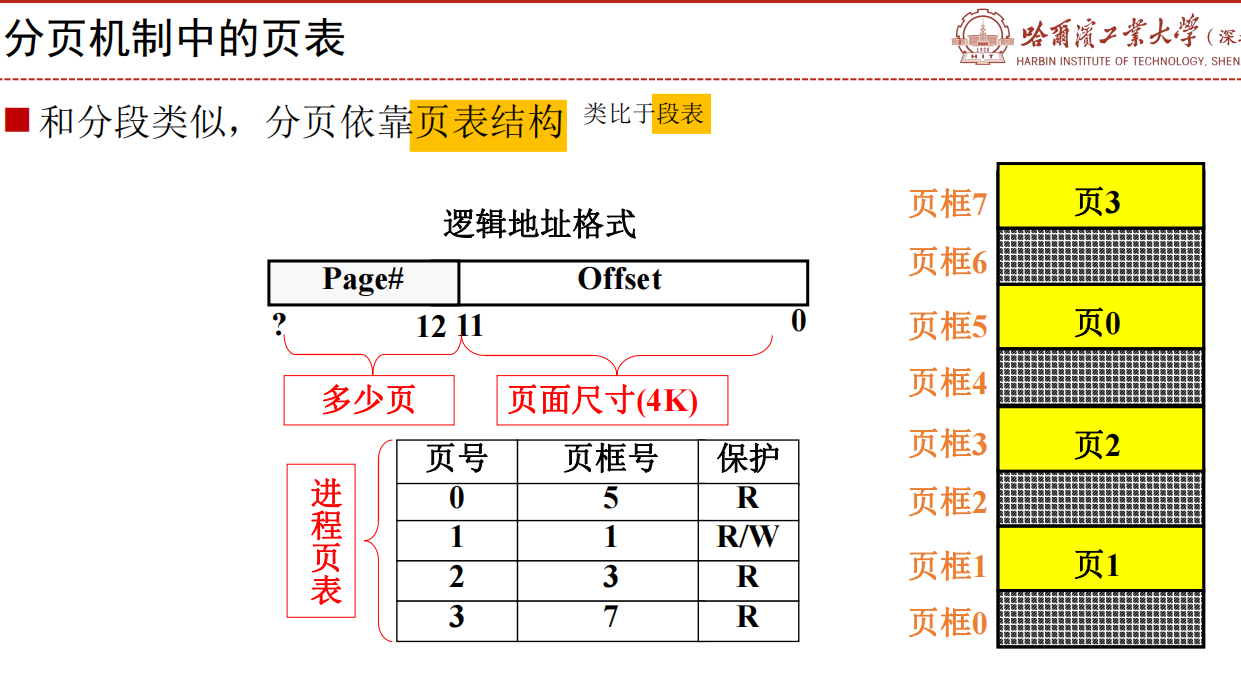 分页机制中的页表
哈爾濱工業大學(深
HARBIN INSTITUTE OF TECHNOLOGY, SHEN
■ 和分段类似，分页依靠页表结构 类比于段表
逻辑地址格式
Page# Offset
? 12 11 0
多少页 页面尺寸(4K)
进程页表
页号 页框号 保护
0 5 R
1 1 R/W
2 3 R
3 7 R
页框7 页3
页框6
页框5 页0
页框4
页框3 页2
页框2
页框1 页1
页框0